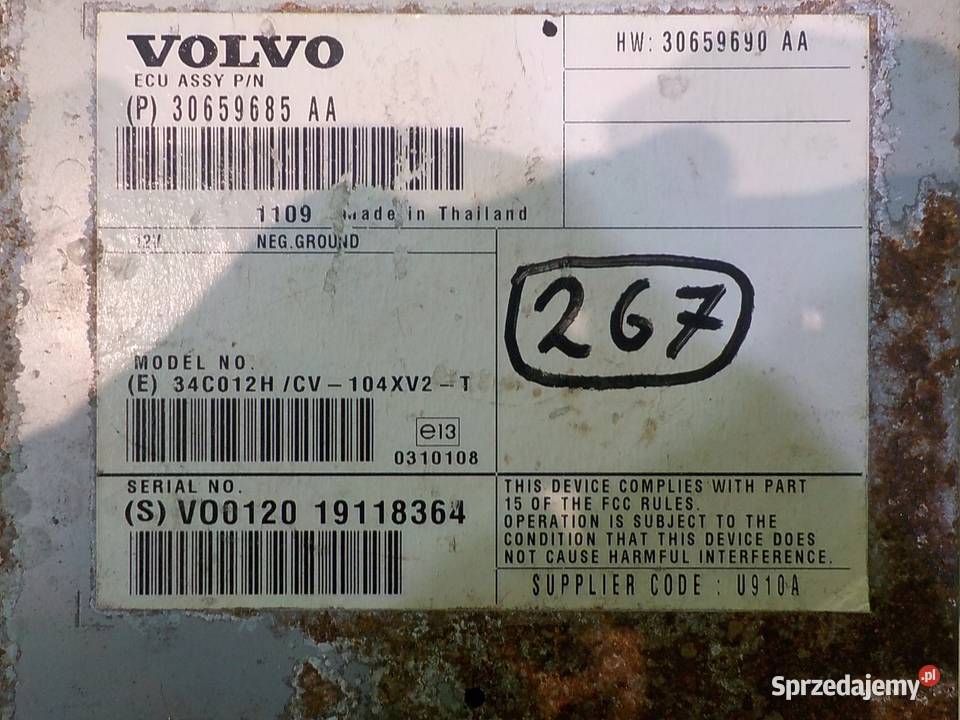 VOLVO
ECU ASSY P/N
(P) 30659685 AA
HW: 30659690 AA
1109 Made in Thailand
12V NEG.GROUND
267
MODEL NO.
(E) 34C012H /CV-104XV2-T
e13
0310108
SERIAL NO.
(S) VO0120 19118364
THIS DEVICE COMPLIES WITH PART
15 OF THE FCC RULES.
OPERATION IS SUBJECT TO THE
CONDITION THAT THIS DEVICE DOES
NOT CAUSE HARMFUL INTERFERENCE.
SUPPLIER CODE : U910A
Sprzedajemy.pl